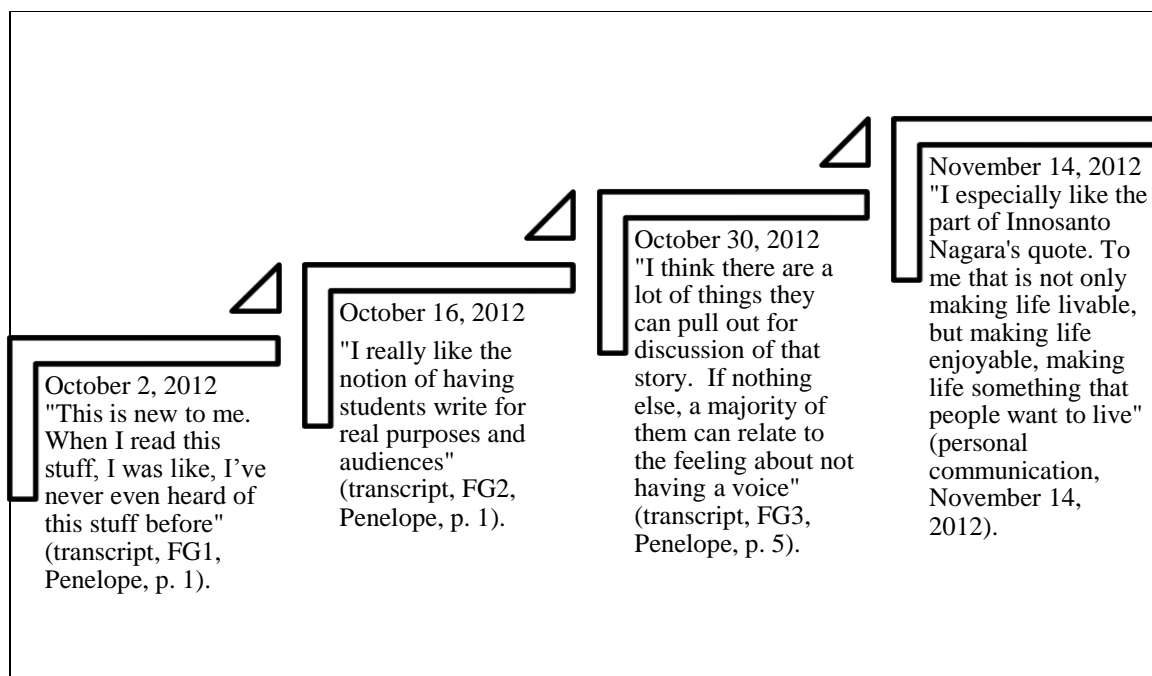 October 2, 2012
"This is new to me.
When I read this
stuff, I was like, I’ve
never even heard of
this stuff before"
(transcript, FG1,
Penelope, p. 1).
October 16, 2012
"I really like the
notion of having
students write for
real purposes and
audiences"
(transcript, FG2,
Penelope, p. 1).
October 30, 2012
"I think there are a
lot of things they
can pull out for
discussion of that
story.  If nothing
else, a majority of
them can relate to
the feeling about not
having a voice"
(transcript, FG3,
Penelope, p. 5).
November 14, 2012
"I especially like the
part of Innosanto
Nagara's quote. To
me that is not only
making life livable,
but making life
enjoyable, making
life something that
people want to live"
(personal
communication,
November 14,
2012).